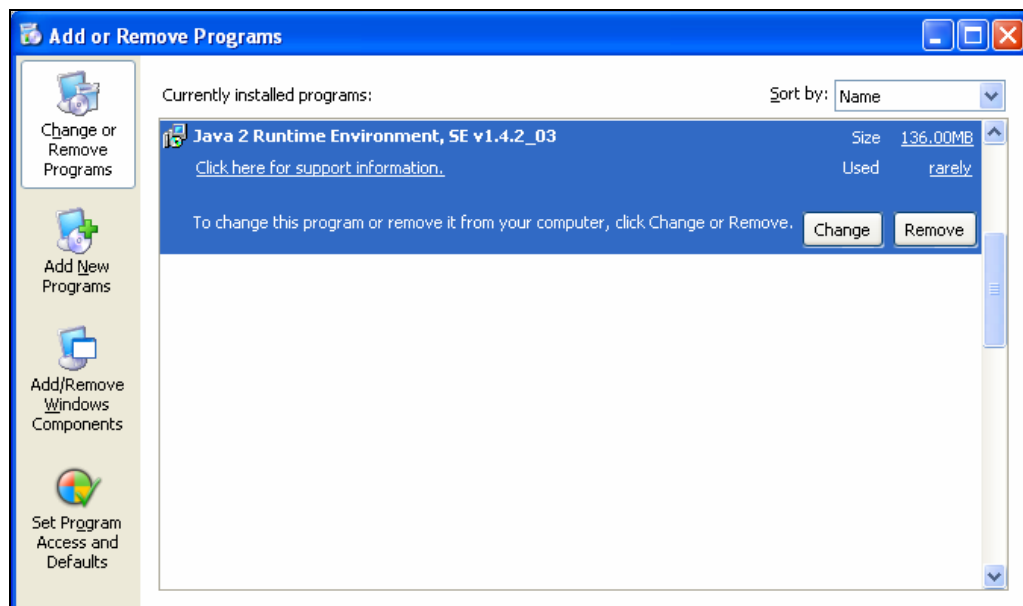 Add or Remove Programs
Change or
Remove
Programs
Add New
Programs
Add/Remove
Windows
Components
Set Program
Access and
Defaults
Currently installed programs:
Sort by: Name
Java 2 Runtime Environment, SE v1.4.2_03
Size 136.00MB
Click here for support information.
Used rarely
To change this program or remove it from your computer, click Change or Remove.
Change Remove